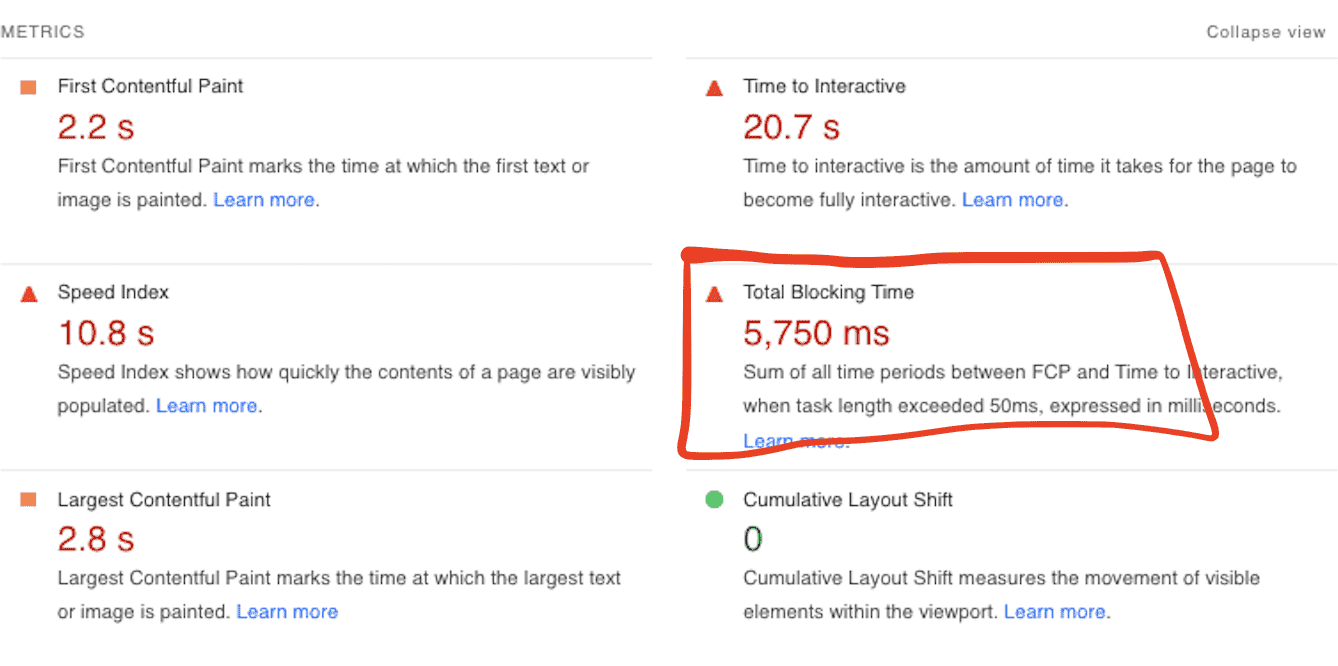 METRICS
Collapse view
First Contentful Paint
2.2 s
First Contentful Paint marks the time at which the first text or
image is painted. Learn more.
Time to Interactive
20.7 s
Time to interactive is the amount of time it takes for the page to
become fully interactive. Learn more.
Speed Index
10.8 s
Speed Index shows how quickly the contents of a page are visibly
populated. Learn more.
Total Blocking Time
5,750 ms
Sum of all time periods between FCP and Time to Interactive,
when task length exceeded 50ms, expressed in milliseconds.
Learn more.
Largest Contentful Paint
2.8 s
Largest Contentful Paint marks the time at which the largest text
or image is painted. Learn more
Cumulative Layout Shift
0
Cumulative Layout Shift measures the movement of visible
elements within the viewport. Learn more.